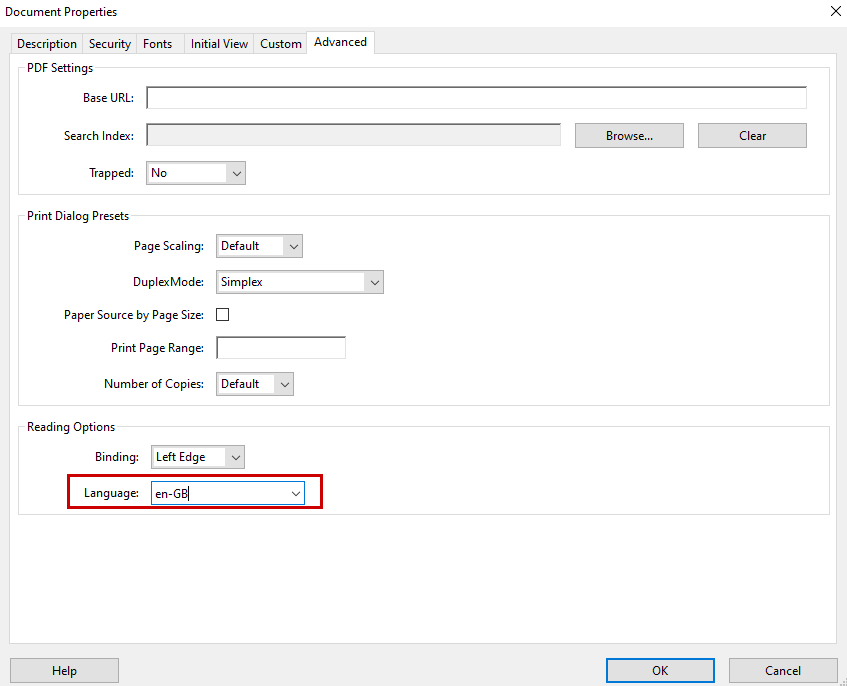 Document Properties
Description Security Fonts Initial View Custom Advanced
PDF Settings
Base URL:
Search Index: Browse... Clear
Trapped: No
Print Dialog Presets
Page Scaling: Default
DuplexMode: Simplex
Paper Source by Page Size:
Print Page Range:
Number of Copies: Default
Reading Options
Binding: Left Edge
Language: en-GB
Help OK Cancel